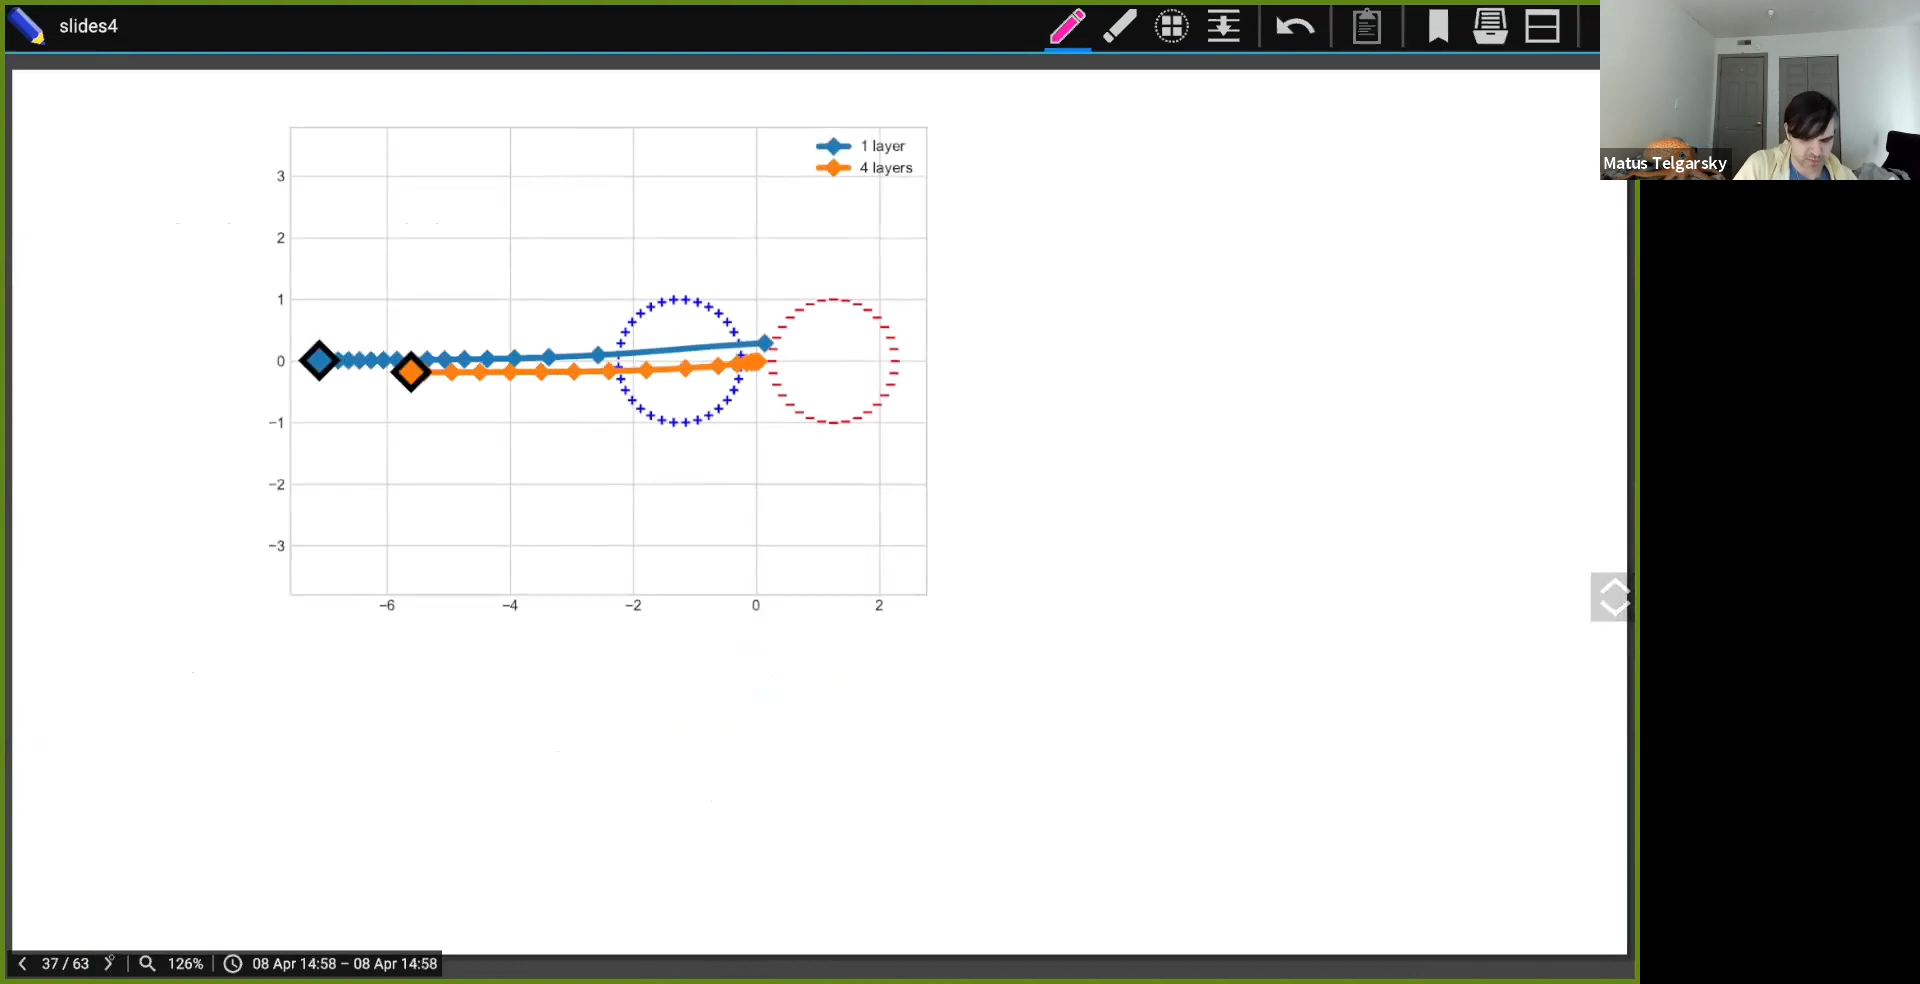 slides4
Matus Telgarsky
1 layer
4 layers
3
2
1
0
−1
−2
−3
−6
−4
−2
0
2
37 / 63
126%
08 Apr 14:58 – 08 Apr 14:58